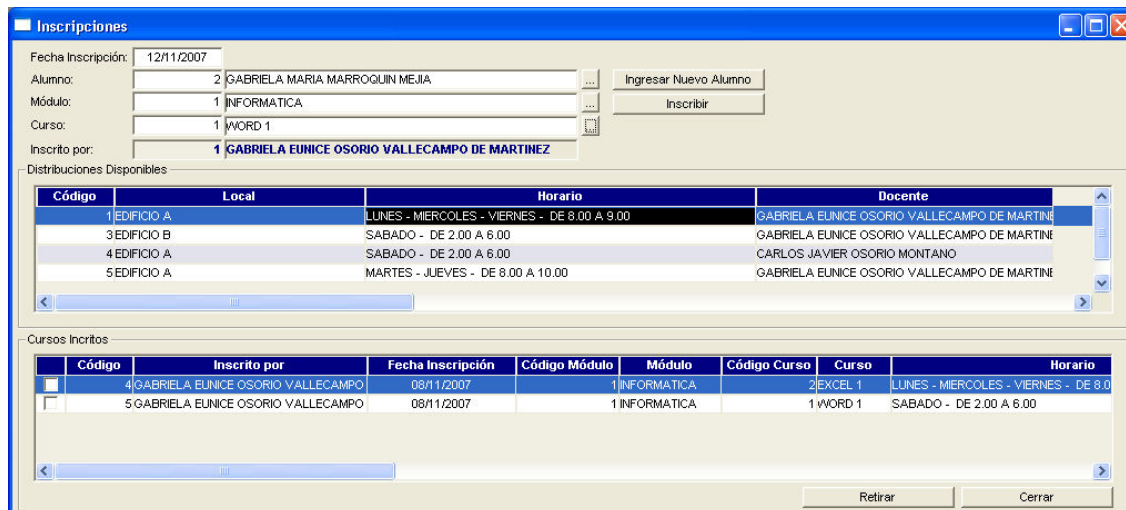 Inscripciones
Fecha Inscripción: 12/11/2007
Alumno: 2 GABRIELA MARIA MARROQUIN MEJIA ... Ingresar Nuevo Alumno
Módulo: 1 INFORMATICA ... Inscribir
Curso: 1 WORD 1 ...
Inscrito por: 1 GABRIELA EUNICE OSORIO VALLECAMPO DE MARTINEZ
Distribuciones Disponibles
Código Local Horario Docente
1 EDIFICIO A LUNES - MIERCOLES - VIERNES - DE 8.00 A 9.00 GABRIELA EUNICE OSORIO VALLECAMPO DE MARTINE
3 EDIFICIO B SABADO - DE 2.00 A 6.00 GABRIELA EUNICE OSORIO VALLECAMPO DE MARTINE
4 EDIFICIO A SABADO - DE 2.00 A 6.00 CARLOS JAVIER OSORIO MONTANO
5 EDIFICIO A MARTES - JUEVES - DE 8.00 A 10.00 GABRIELA EUNICE OSORIO VALLECAMPO DE MARTINE
Cursos Incritos
Código Inscrito por Fecha Inscripción Código Módulo Módulo Código Curso Curso Horario
4 GABRIELA EUNICE OSORIO VALLECAMPO 08/11/2007 1 INFORMATICA 2 EXCEL 1 LUNES - MIERCOLES - VIERNES - DE 8.0
5 GABRIELA EUNICE OSORIO VALLECAMPO 08/11/2007 1 INFORMATICA 1 WORD 1 SABADO - DE 2.00 A 6.00
Retirar Cerrar